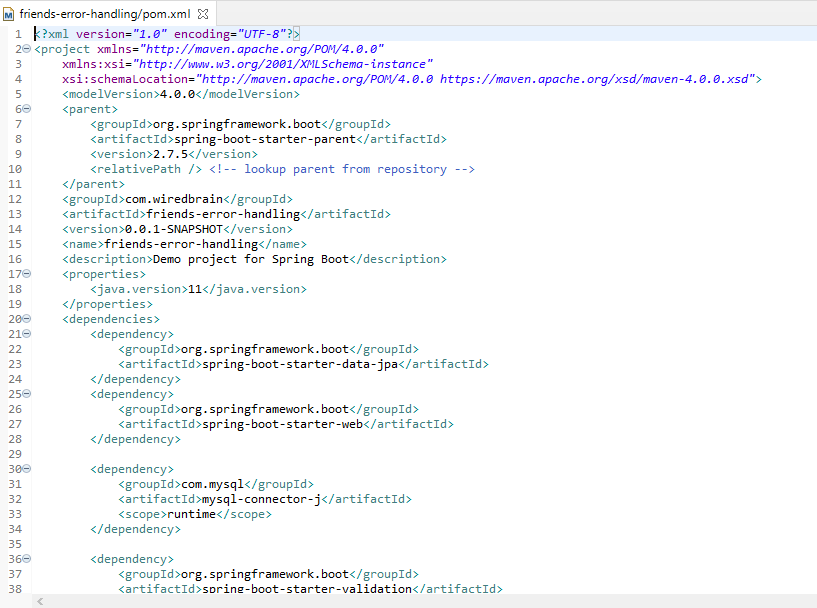 friends-error-handling/pom.xml
1 <?xml version="1.0" encoding="UTF-8"?>
2 <project xmlns="http://maven.apache.org/POM/4.0.0"
3 xmlns:xsi="http://www.w3.org/2001/XMLSchema-instance"
4 xsi:schemaLocation="http://maven.apache.org/POM/4.0.0 https://maven.apache.org/xsd/maven-4.0.0.xsd">
5 <modelVersion>4.0.0</modelVersion>
6 <parent>
7 <groupId>org.springframework.boot</groupId>
8 <artifactId>spring-boot-starter-parent</artifactId>
9 <version>2.7.5</version>
10 <relativePath /> <!-- lookup parent from repository -->
11 </parent>
12 <groupId>com.wiredbrain</groupId>
13 <artifactId>friends-error-handling</artifactId>
14 <version>0.0.1-SNAPSHOT</version>
15 <name>friends-error-handling</name>
16 <description>Demo project for Spring Boot</description>
17 <properties>
18 <java.version>11</java.version>
19 </properties>
20 <dependencies>
21 <dependency>
22 <groupId>org.springframework.boot</groupId>
23 <artifactId>spring-boot-starter-data-jpa</artifactId>
24 </dependency>
25 <dependency>
26 <groupId>org.springframework.boot</groupId>
27 <artifactId>spring-boot-starter-web</artifactId>
28 </dependency>
29
30 <dependency>
31 <groupId>com.mysql</groupId>
32 <artifactId>mysql-connector-j</artifactId>
33 <scope>runtime</scope>
34 </dependency>
35
36 <dependency>
37 <groupId>org.springframework.boot</groupId>
38 <artifactId>spring-boot-starter-validation</artifactId>